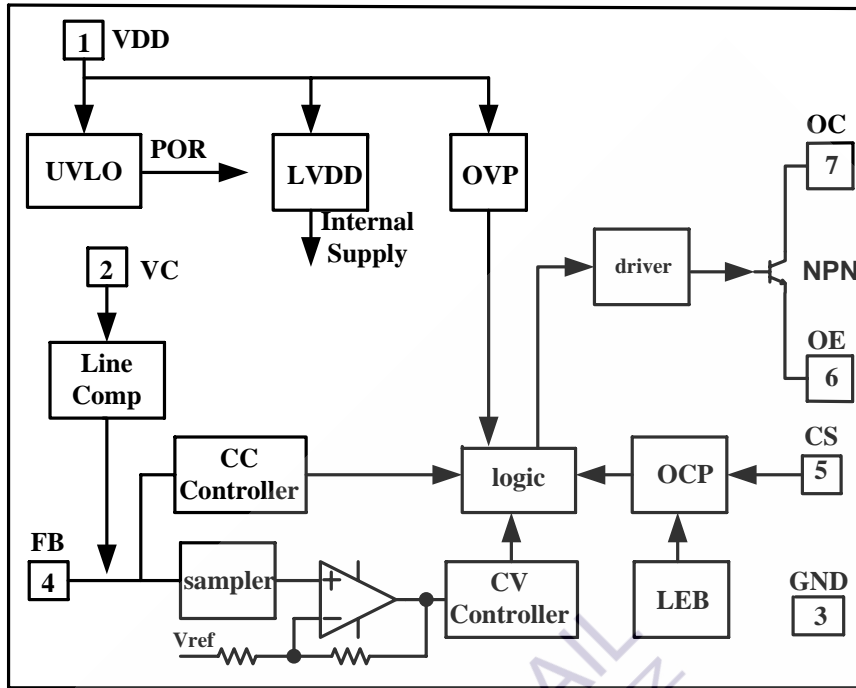 1 VDD
UVLO
POR
LVDD
OVP
Internal
Supply
OC
7
2 VC
driver
NPN
Line
Comp
OE
6
CC
Controller
logic
OCP
CS
5
FB
4
sampler
+
−
Vref
CV
Controller
LEB
GND
3
AIL